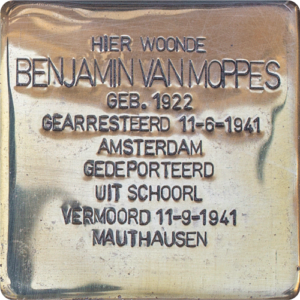 HIER WOONDE
BENJAMIN VAN MOPPES
GEB. 1922
GEARRESTEERD 11-6-1941
AMSTERDAM
GEDEPORTEERD
UIT SCHOORL
VERMOORD 11-9-1941
MAUTHAUSEN